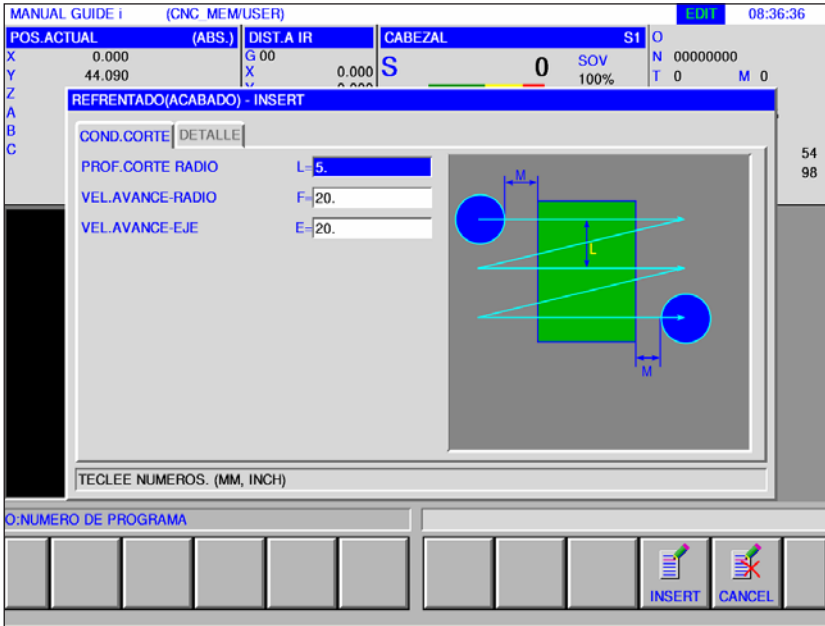 MANUAL GUIDE i (CNC_MEM/USER) EDIT 08:36:36
POS.ACTUAL (ABS.) DIST.A IR CABEZAL S1 O
X 0.000 G 00 S 0 SOV N 00000000
Y 44.090 X 0.000 100% T 0 M 0
Z
A
B
C
54
98
REFRENTADO(ACABADO) - INSERT
COND.CORTE DETALLE
PROF.CORTE RADIO L=5.
VEL.AVANCE-RADIO F=20.
VEL.AVANCE-EJE E=20.
M
L
M
TECLEE NUMEROS. (MM, INCH)
O:NUMERO DE PROGRAMA
INSERT CANCEL